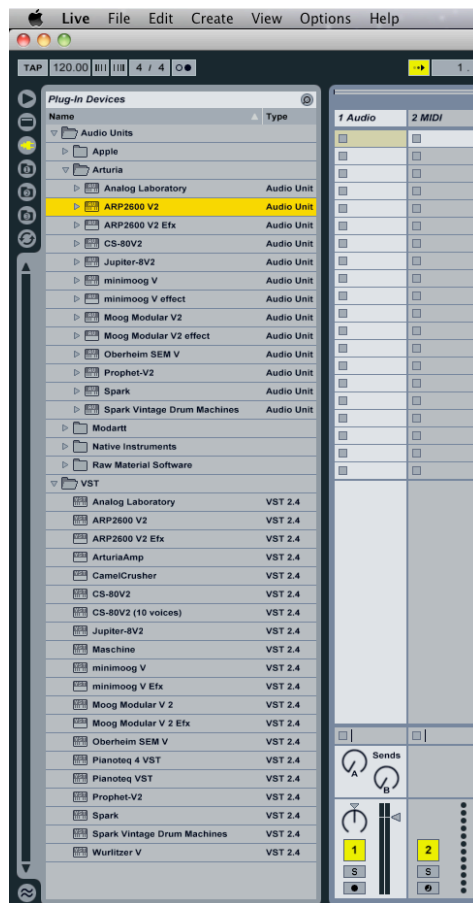 Live File Edit Create View Options Help
TAP 120.00 4 / 4 1.
Plug-In Devices
Name Type
1 Audio 2 MIDI
Audio Units
Apple
Arturia
Analog Laboratory Audio Unit
ARP2600 V2 Audio Unit
ARP2600 V2 Efx Audio Unit
CS-80V2 Audio Unit
Jupiter-8V2 Audio Unit
minimoog V Audio Unit
minimoog V effect Audio Unit
Moog Modular V2 Audio Unit
Moog Modular V2 effect Audio Unit
Oberheim SEM V Audio Unit
Prophet-V2 Audio Unit
Spark Audio Unit
Spark Vintage Drum Machines Audio Unit
Modartt
Native Instruments
Raw Material Software
VST
Analog Laboratory VST 2.4
ARP2600 V2 VST 2.4
ARP2600 V2 Efx VST 2.4
ArturiaAmp VST 2.4
CamelCrusher VST 2.4
CS-80V2 VST 2.4
CS-80V2 (10 voices) VST 2.4
Jupiter-8V2 VST 2.4
Maschine VST 2.4
minimoog V VST 2.4
minimoog V Efx VST 2.4
Moog Modular V 2 VST 2.4
Moog Modular V 2 Efx VST 2.4
Oberheim SEM V VST 2.4
Pianoteq 4 VST VST 2.4
Pianoteq VST VST 2.4
Prophet-V2 VST 2.4
Spark VST 2.4
Spark Vintage Drum Machines VST 2.4
Wurlitzer V VST 2.4
Sends
A
B
1 2
S S